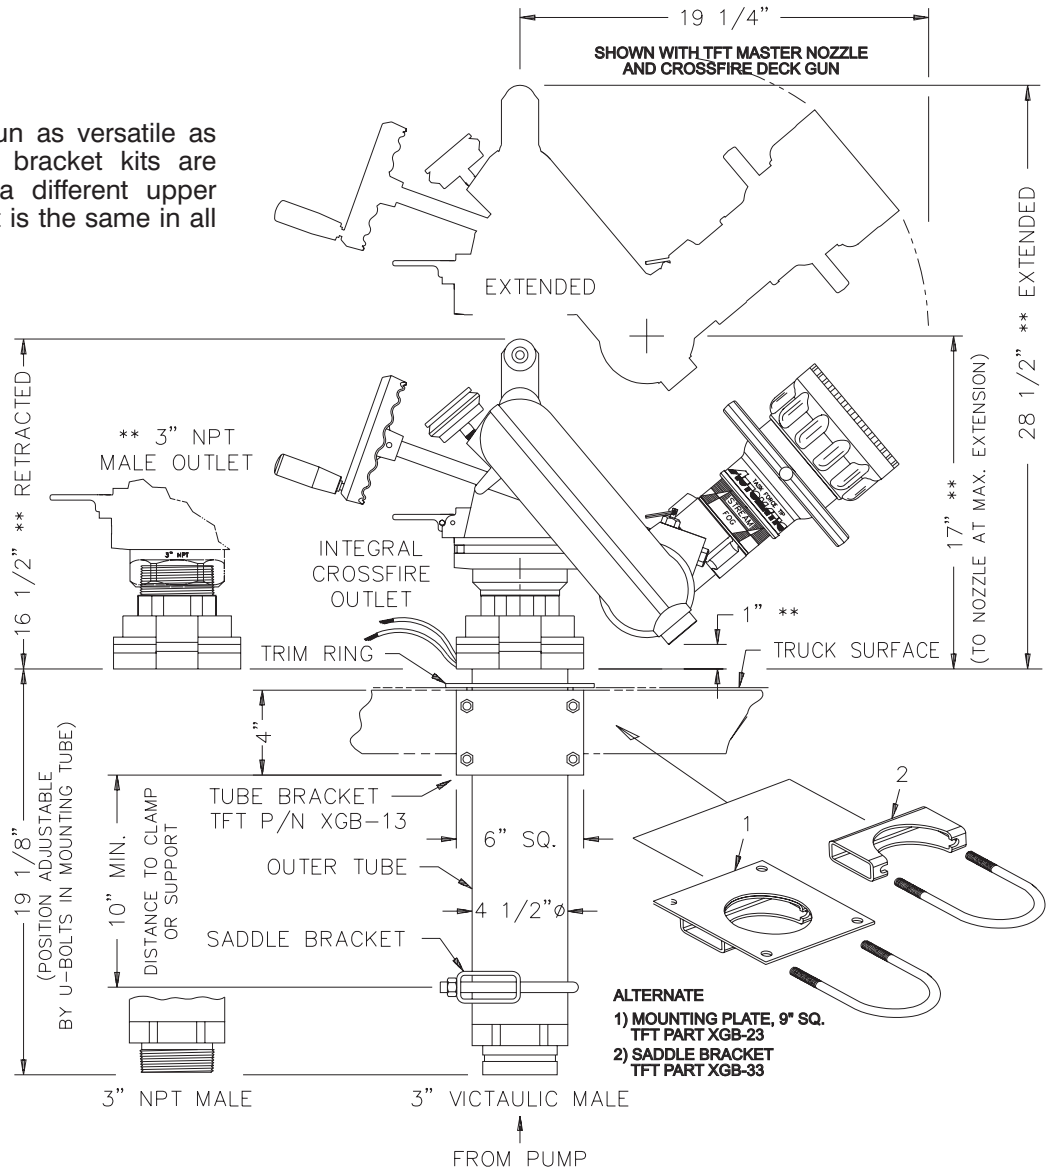 19 1/4”
SHOWN WITH TFT MASTER NOZZLE
AND CROSSFIRE DECK GUN
un as versatile as
bracket kits are
a different upper
t is the same in all
EXTENDED
28 1/2” ** EXTENDED
16 1/2” ** RETRACTED
** 3” NPT
MALE OUTLET
3" NPT
INTEGRAL
CROSSFIRE
OUTLET
TASK FORCE TIP
AUTOMATIC
STREAM
FOG
17” **
(TO NOZZLE AT MAX. EXTENSION)
1” **
TRIM RING
TRUCK SURFACE
4”
TUBE BRACKET
TFT P/N XGB-13
6” SQ.
19 1/8”
(POSITION ADJUSTABLE
BY U-BOLTS IN MOUNTING TUBE)
10” MIN.
DISTANCE TO CLAMP
OR SUPPORT
OUTER TUBE
4 1/2”ø
SADDLE BRACKET
1
2
ALTERNATE
1) MOUNTING PLATE, 9" SQ.
TFT PART XGB-23
2) SADDLE BRACKET
TFT PART XGB-33
3” NPT MALE
3” VICTAULIC MALE
FROM PUMP